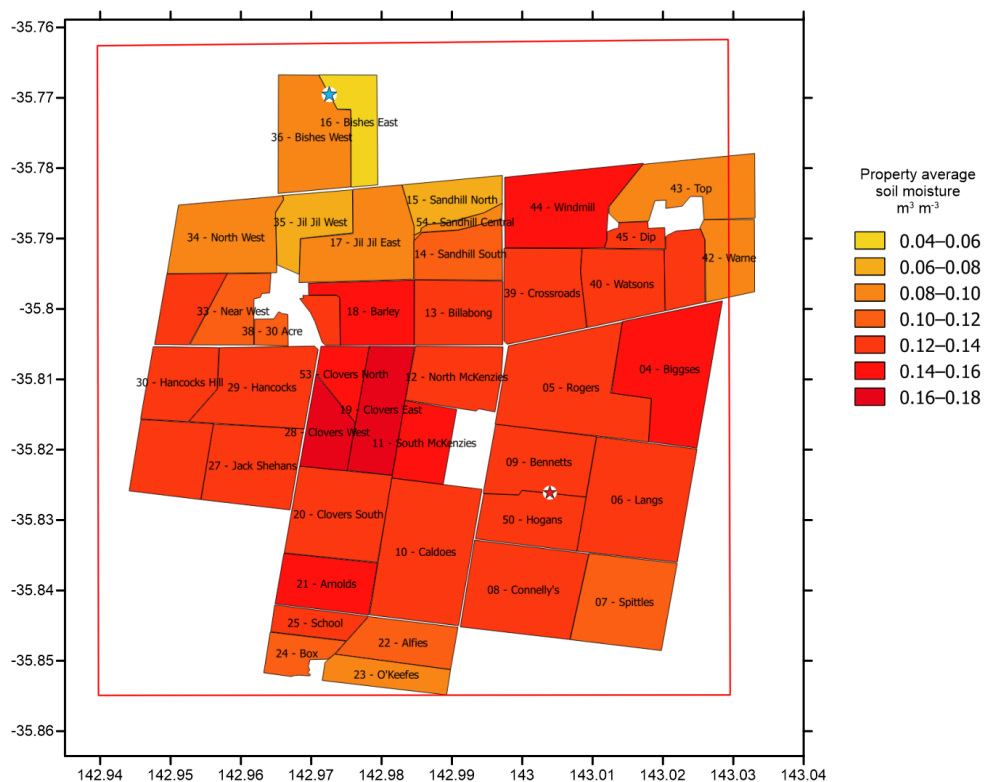 -35.76
-35.77
-35.78
-35.79
-35.8
-35.81
-35.82
-35.83
-35.84
-35.85
-35.86
16 - Bishes East
36 - Bishes West
43 - Top
15 - Sandhill North
44 - Windmill
35 - Jil Jil West
54 - Sandhill Central
34 - North West
45 - Dip
17 - Jil Jil East
14 - Sandhill South
42 - Warne
40 - Watsons
39 - Crossroads
33 - Near West
18 - Barley
13 - Billabong
38 - 30 Acre
04 - Biggses
53 - Clovers North
12 - North McKenzies
30 - Hancocks Hill
29 - Hancocks
05 - Rogers
19 - Clovers East
28 - Clovers West
11 - South McKenzies
09 - Bennetts
27 - Jack Shehans
06 - Langs
20 - Clovers South
50 - Hogans
10 - Caldoes
21 - Arnolds
08 - Connelly's
07 - Spittles
25 - School
22 - Alfies
24 - Box
23 - O'Keefes
142.94 142.95 142.96 142.97 142.98 142.99 143 143.01 143.02 143.03 143.04
Property average
soil moisture
m³ m⁻³
0.04–0.06
0.06–0.08
0.08–0.10
0.10–0.12
0.12–0.14
0.14–0.16
0.16–0.18